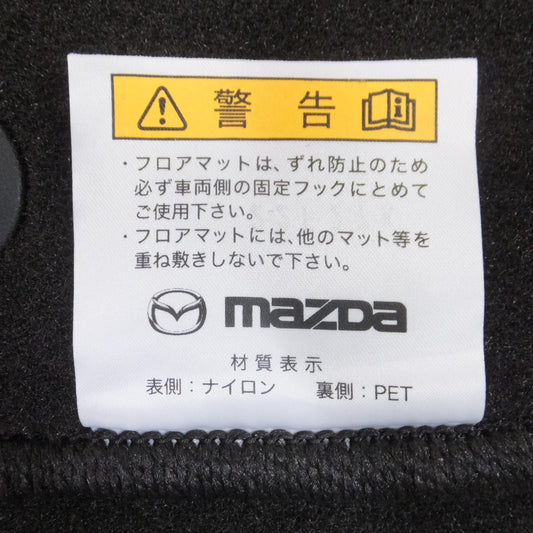 警告
・フロアマットは、ずれ防止のため
必ず車両側の固定フックにとめて
ご使用下さい。
・フロアマットには、他のマット等を
重ね敷きしないで下さい。
mazDa
材質表示
表側：ナイロン　裏側：PET